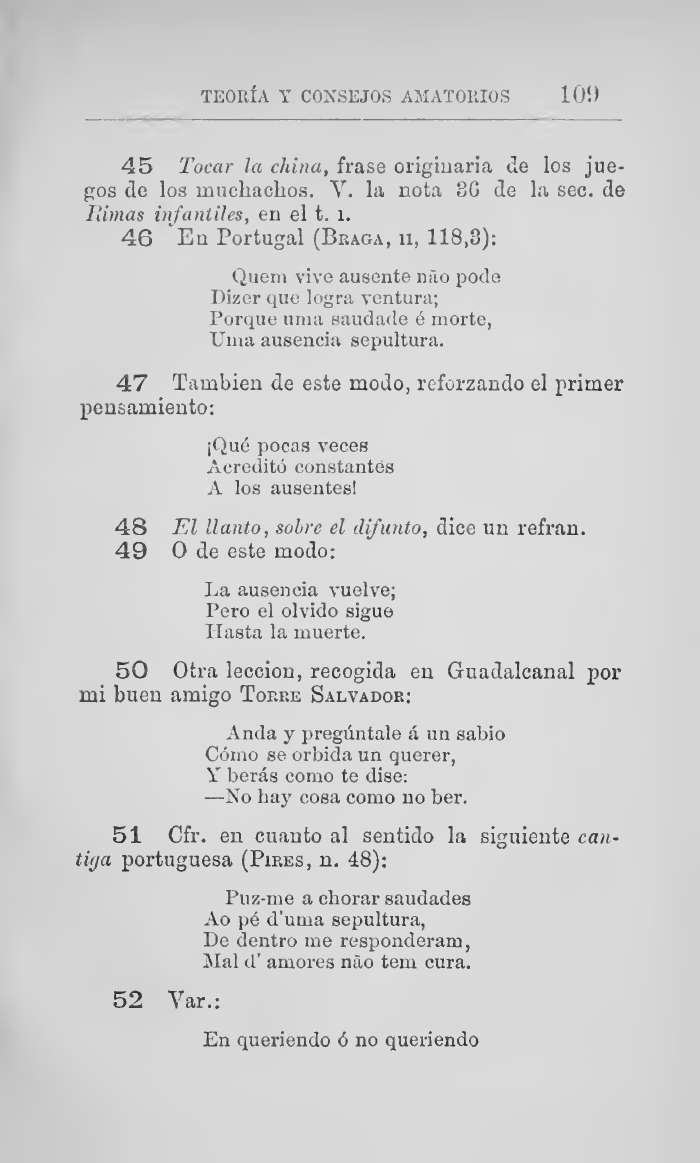 TEORÍA Y CONSEJOS AMATORIOS 109
45 Tocar la china, frase originaria de los jue-
gos de los muchachos. V. la nota 36 de la sec. de
Rimas infantiles, en el t. I.
46 En Portugal (BRAGA, II, 118,3):
Quem vive ausente não pode
Dizer que logra ventura;
Porque uma saudade é morte,
Uma ausencia sepultura.
47 Tambien de este modo, reforzando el primer
pensamiento:
¡Qué pocas veces
Acreditó constantes
A los ausentes!
48 El llanto, sobre el difunto, dice un refran.
49 O de este modo:
La ausencia vuelve;
Pero el olvido sigue
Hasta la muerte.
50 Otra leccion, recogida en Guadalcanal por
mi buen amigo TORRE SALVADOR:
Anda y pregúntale á un sabio
Cómo se orbida un querer,
Y berás como te dise:
—No hay cosa como no ber.
51 Cfr. en cuanto al sentido la siguiente can-
tiga portuguesa (PIRES, n. 48):
Puz-me a chorar saudades
Ao pé d'uma sepultura,
De dentro me responderam,
Mal d' amores não tem cura.
52 Var.:
En queriendo ó no queriendo